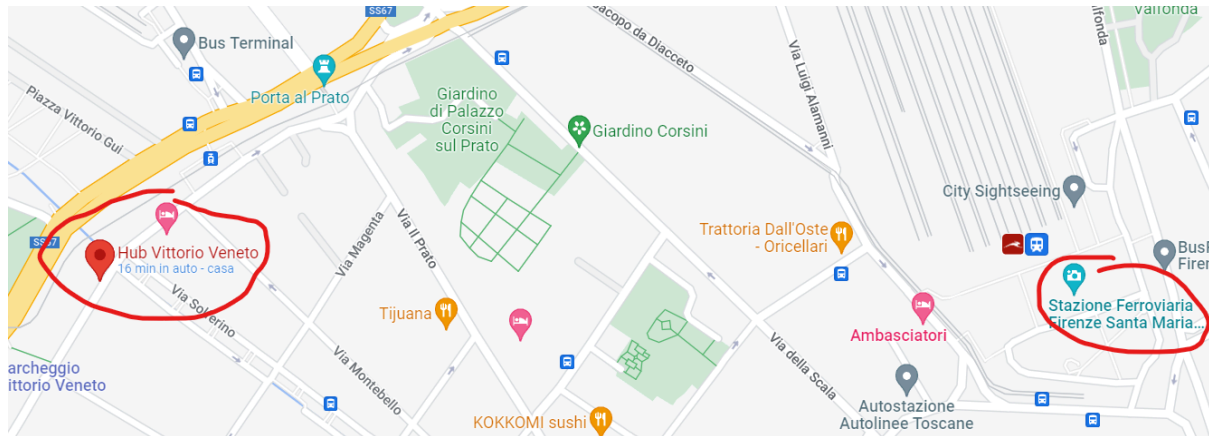 SS67
Bus Terminal
Porta al Prato
Piazza Vittorio Gui
Giardino
di Palazzo
Corsini
sul Prato
Giardino Corsini
Jacopo da Diacceto
Via Luigi Alamanni
Valfonda
Valfonda
City Sightseeing
Trattoria Dall'Oste
- Oricellari
SS67
Hub Vittorio Veneto
16 min in auto - casa
Via Solferino
Via Magenta
Via Il Prato
Tijuana
Via Montebello
KOKKOMI sushi
Via della Scala
Ambasciatori
Autostazione
Autolinee Toscane
Stazione Ferroviaria
Firenze Santa Maria...
archeggio
ittorio Veneto